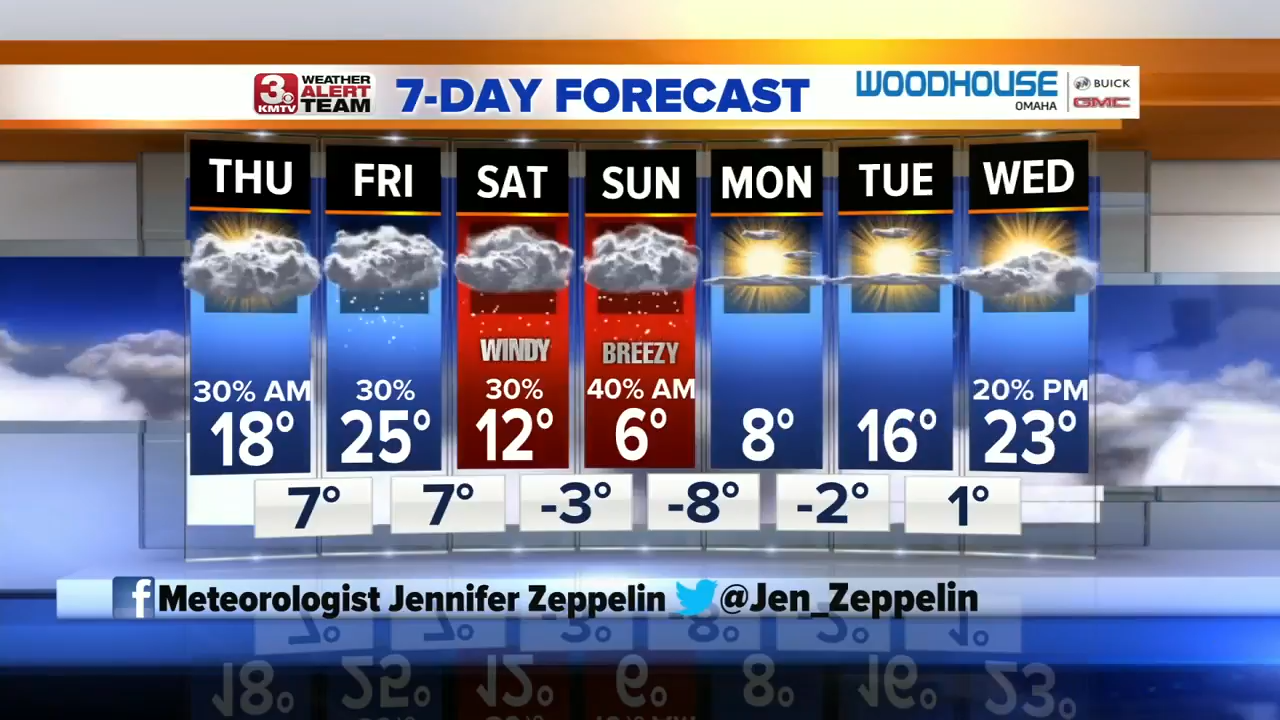 3 KMTV WEATHER ALERT TEAM 7-DAY FORECAST WOODHOUSE OMAHA BUICK GMC
THU FRI SAT SUN MON TUE WED
WINDY BREEZY
30% AM 30% 30% 40% AM 20% PM
18° 25° 12° 6° 8° 16° 23°
7° 7° -3° -8° -2° 1°
f Meteorologist Jennifer Zeppelin @Jen_Zeppelin